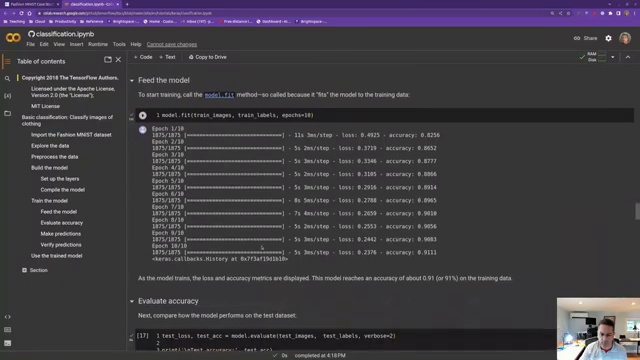 Fashion MNIST Case Stud
classification.ipynb
Teaching
classification.ipynb
File Edit View Insert Runtime Tools Help Cannot save changes
Share
+ Code + Text Copy to Drive
RAM
Disk
Table of contents
Copyright 2018 The TensorFlow Authors.
Licensed under the Apache License, Version 2.0 (the "License");
MIT License
Basic classification: Classify images of clothing
Import the Fashion MNIST dataset
Explore the data
Preprocess the data
Build the model
Set up the layers
Compile the model
Train the model
Feed the model
Evaluate accuracy
Make predictions
Verify predictions
Use the trained model
Section
Feed the model
To start training, call the model.fit method—so called because it "fits" the model to the training data:
1 model.fit(train_images, train_labels, epochs=10)
Epoch 1/10
1875/1875 [==============================] - 11s 3ms/step - loss: 0.4925 - accuracy: 0.8256
Epoch 2/10
1875/1875 [==============================] - 5s 2ms/step - loss: 0.3719 - accuracy: 0.8652
Epoch 3/10
1875/1875 [==============================] - 5s 3ms/step - loss: 0.3346 - accuracy: 0.8777
Epoch 4/10
1875/1875 [==============================] - 5s 2ms/step - loss: 0.3105 - accuracy: 0.8866
Epoch 5/10
1875/1875 [==============================] - 5s 3ms/step - loss: 0.2916 - accuracy: 0.8914
Epoch 6/10
1875/1875 [==============================] - 8s 5ms/step - loss: 0.2788 - accuracy: 0.8965
Epoch 7/10
1875/1875 [==============================] - 7s 4ms/step - loss: 0.2659 - accuracy: 0.9010
Epoch 8/10
1875/1875 [==============================] - 5s 3ms/step - loss: 0.2553 - accuracy: 0.9056
Epoch 9/10
1875/1875 [==============================] - 5s 3ms/step - loss: 0.2442 - accuracy: 0.9083
Epoch 10/10
1875/1875 [==============================] - 5s 3ms/step - loss: 0.2376 - accuracy: 0.9111
<keras.callbacks.History at 0x7f3af19d1b10>
As the model trains, the loss and accuracy metrics are displayed. This model reaches an accuracy of about 0.91 (or 91%) on the training data.
Evaluate accuracy
Next, compare how the model performs on the test dataset:
[17] 1 test_loss, test_acc = model.evaluate(test_images, test_labels, verbose=2)
2
3 print('\nTest accuracy:', test_acc)
0s completed at 4:18 PM